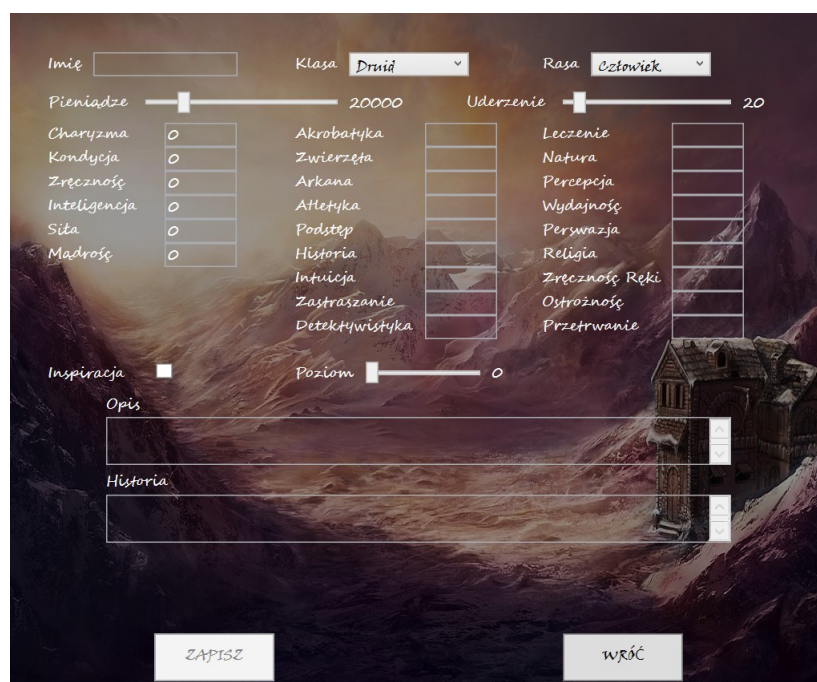 Imię Klasa Druid Rasa Człowiek
Pieniądze 20000 Uderzenie 20
Charyzma 0 Akrobatyka Leczenie
Kondycja 0 Zwierzęta Natura
Zręczność 0 Arkana Percepcja
Inteligencja 0 Atletyka Wydajność
Siła 0 Podstęp Perswazja
Mądrość 0 Historia Religia
Intuicja Zręczność Ręki
Zastraszanie Ostrożność
Detektywistyka Przetrwanie
Inspiracja Poziom 0
Opis
Historia
ZAPISZ WRÓĆ